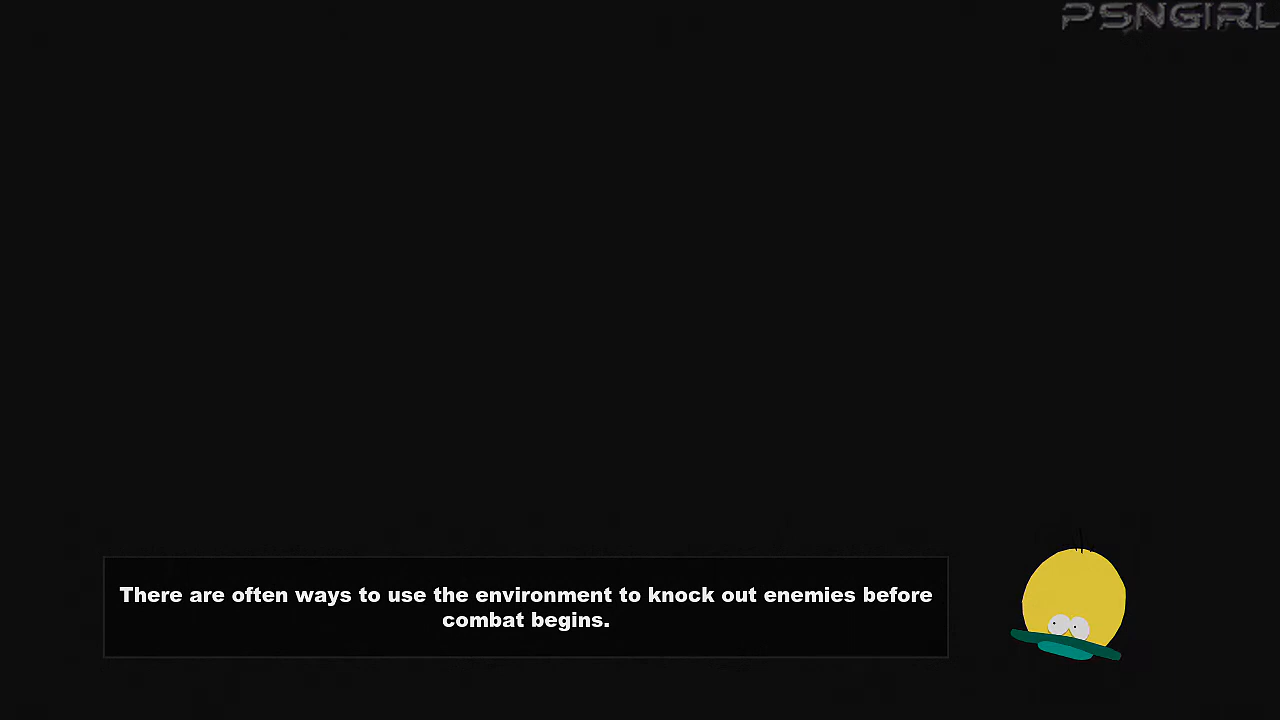 PSNGIRL
There are often ways to use the environment to knock out enemies before
combat begins.